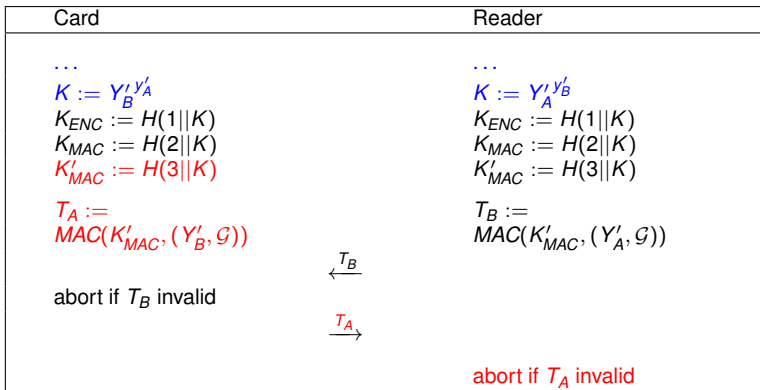 Card Reader
... ...
K := Y′_B^{y′_A} K := Y′_A^{y′_B}
K_ENC := H(1||K) K_ENC := H(1||K)
K_MAC := H(2||K) K_MAC := H(2||K)
K′_MAC := H(3||K) K′_MAC := H(3||K)
T_A := T_B :=
MAC(K′_MAC, (Y′_B, 𝒢)) MAC(K′_MAC, (Y′_A, 𝒢))
T_B
←
abort if T_B invalid
T_A
→
abort if T_A invalid